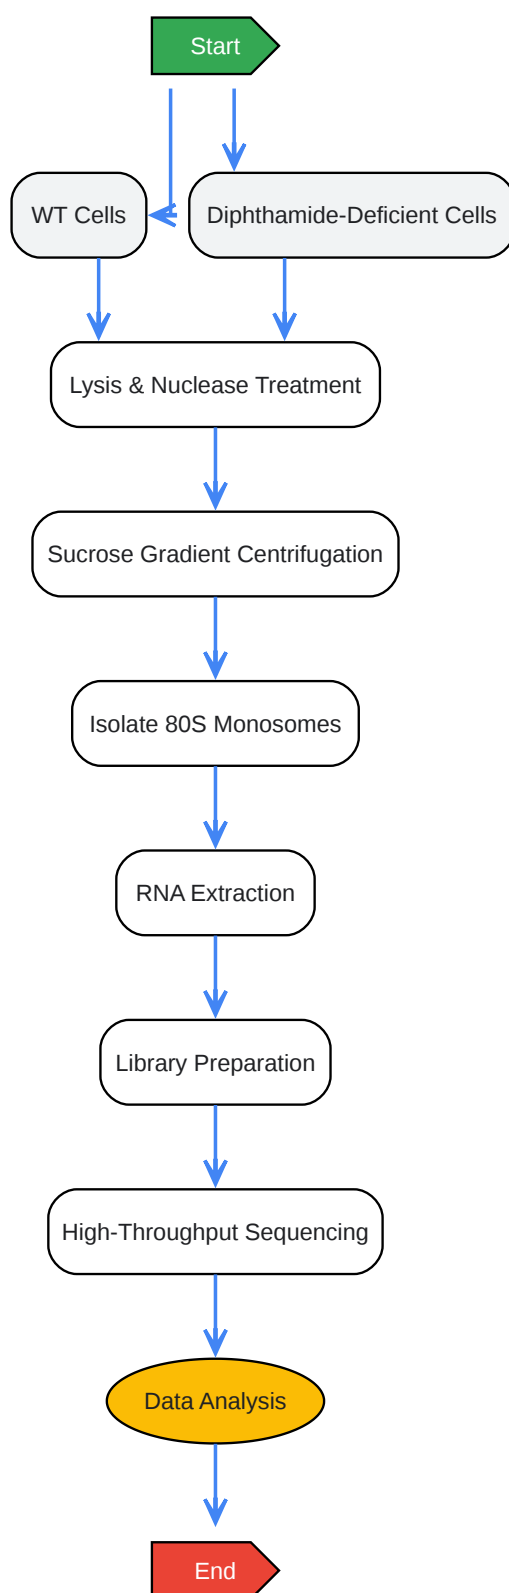 Start
WT Cells
Diphthamide-Deficient Cells
Lysis & Nuclease Treatment
Sucrose Gradient Centrifugation
Isolate 80S Monosomes
RNA Extraction
Library Preparation
High-Throughput Sequencing
Data Analysis
End